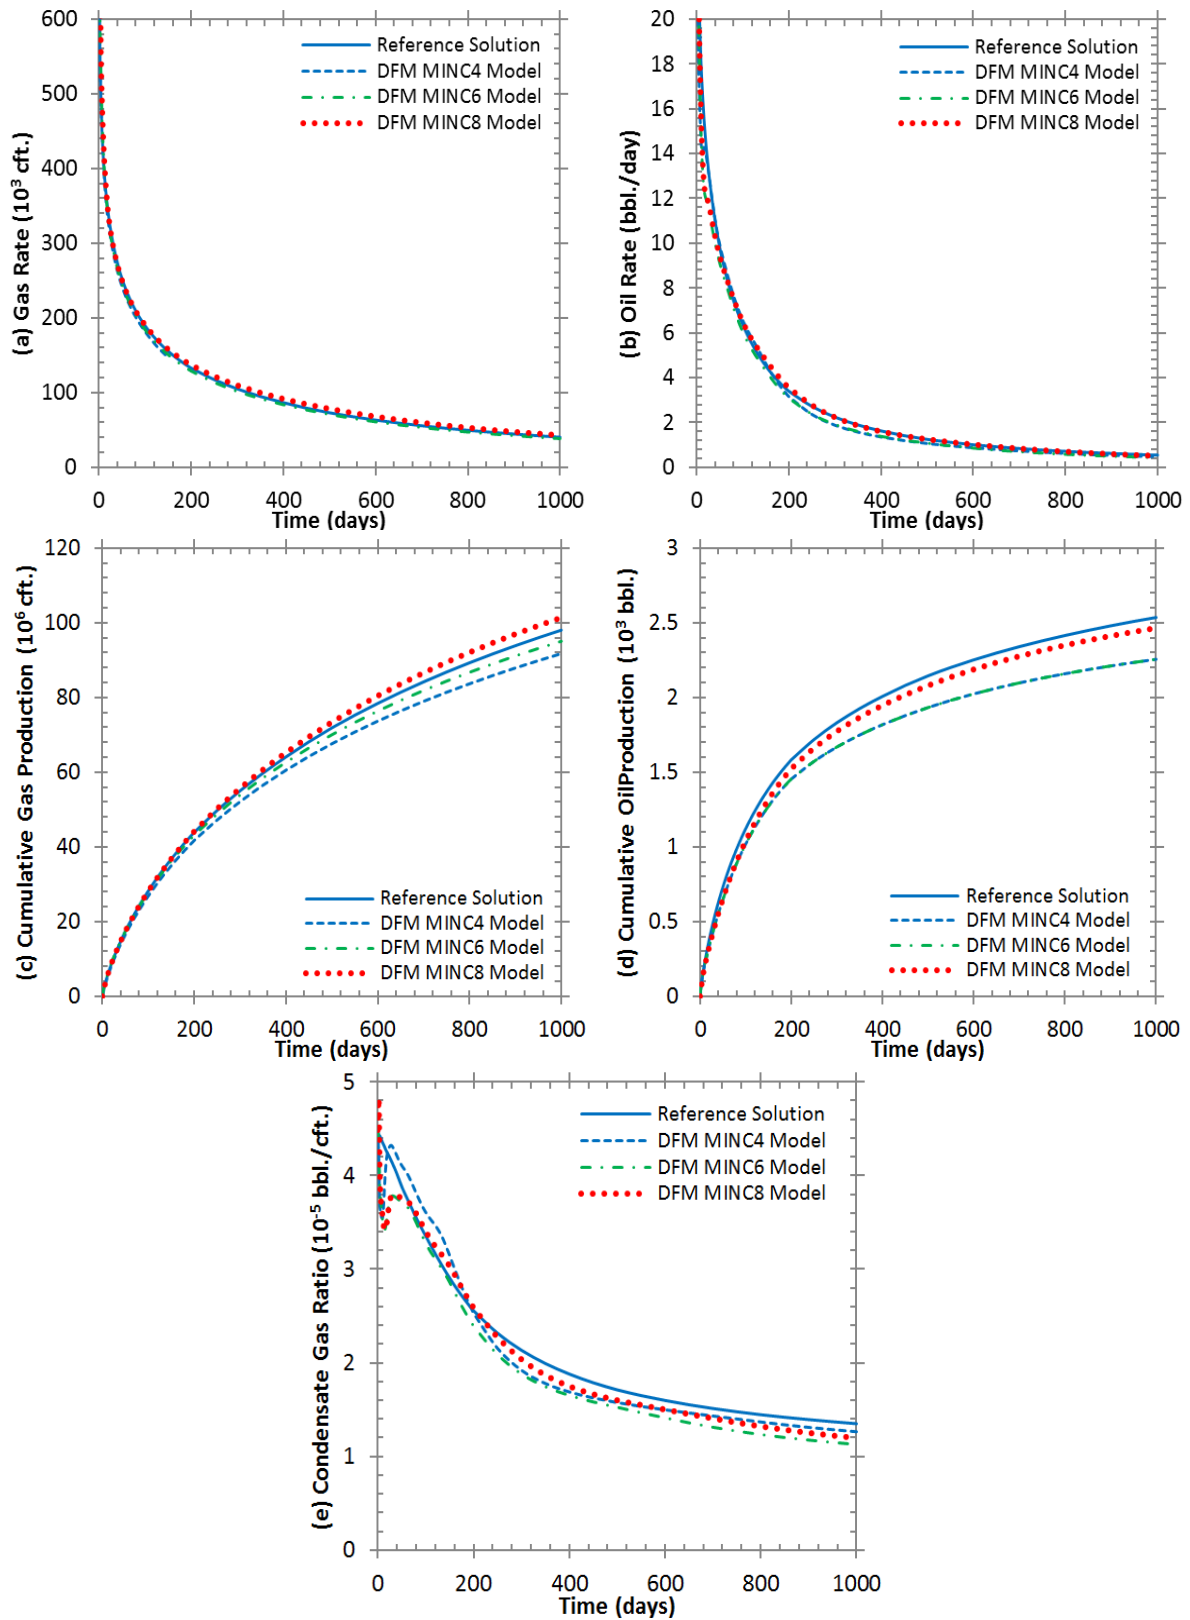 (a) Gas Rate (10³ cft.)
600
500
400
300
200
100
0
Reference Solution
DFM MINC4 Model
DFM MINC6 Model
DFM MINC8 Model
0 200 400 600 800 1000
Time (days)
(b) Oil Rate (bbl./day)
20
18
16
14
12
10
8
6
4
2
0
Reference Solution
DFM MINC4 Model
DFM MINC6 Model
DFM MINC8 Model
0 200 400 600 800 1000
Time (days)
(c) Cumulative Gas Production (10⁶ cft.)
120
100
80
60
40
20
0
Reference Solution
DFM MINC4 Model
DFM MINC6 Model
DFM MINC8 Model
0 200 400 600 800 1000
Time (days)
(d) Cumulative OilProduction (10³ bbl.)
3
2.5
2
1.5
1
0.5
0
Reference Solution
DFM MINC4 Model
DFM MINC6 Model
DFM MINC8 Model
0 200 400 600 800 1000
Time (days)
(e) Condensate Gas Ratio (10⁻⁵ bbl./cft.)
5
4
3
2
1
0
Reference Solution
DFM MINC4 Model
DFM MINC6 Model
DFM MINC8 Model
0 200 400 600 800 1000
Time (days)